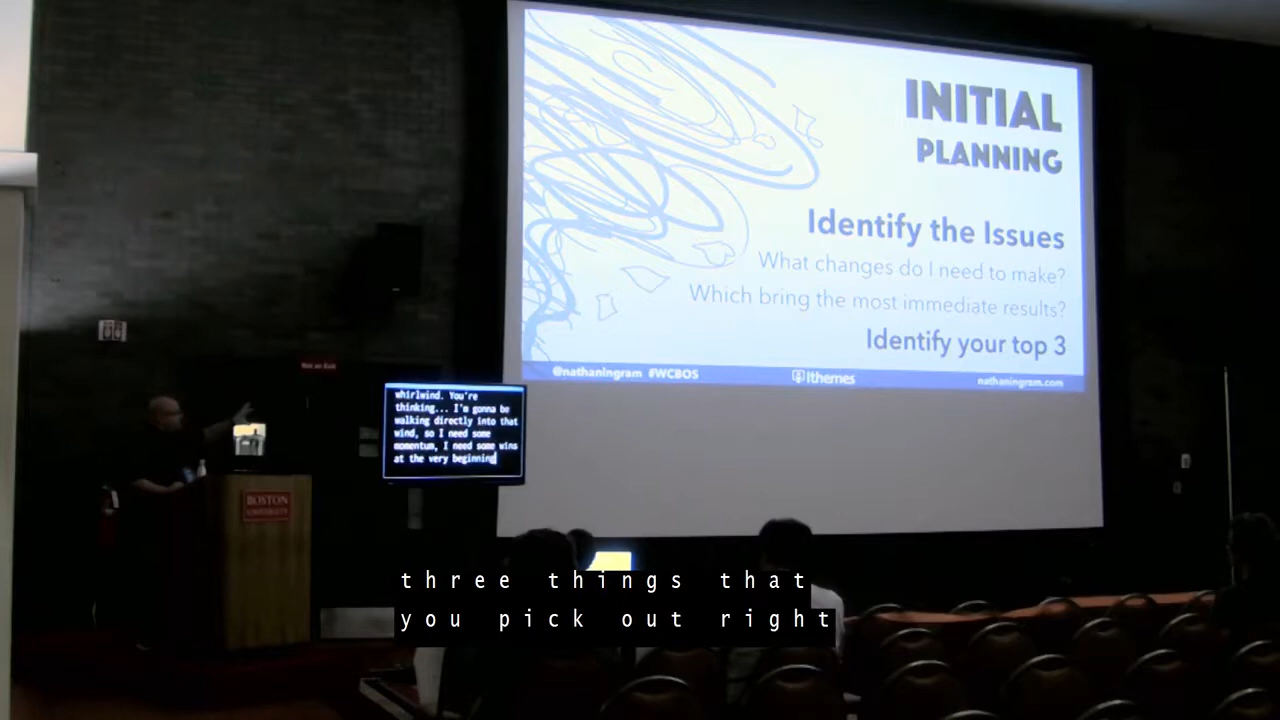 INITIAL
PLANNING
Identify the Issues
What changes do I need to make?
Which bring the most immediate results?
Identify your top 3
@nathaningram #WCBOS
iThemes
nathaningram.com
Not an Exit
whirlwind. You're
thinking... I'm gonna be
walking directly into that
wind, so I need some
momentum, I need some wins
at the very beginning
BOSTON
UNIVERSITY
three things that
you pick out right